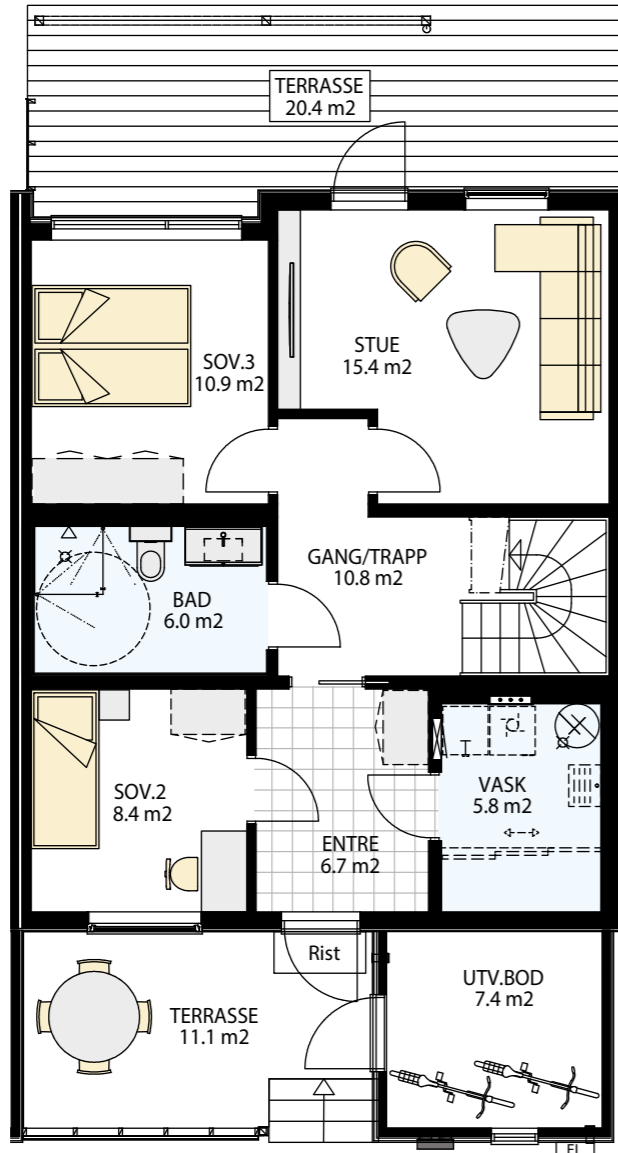 TERRASSE
20.4 m2
STUE
15.4 m2
SOV.3
10.9 m2
GANG/TRAPP
10.8 m2
BAD
6.0 m2
SOV.2
8.4 m2
VASK
5.8 m2
ENTRE
6.7 m2
Rist
UTV.BOD
7.4 m2
TERRASSE
11.1 m2